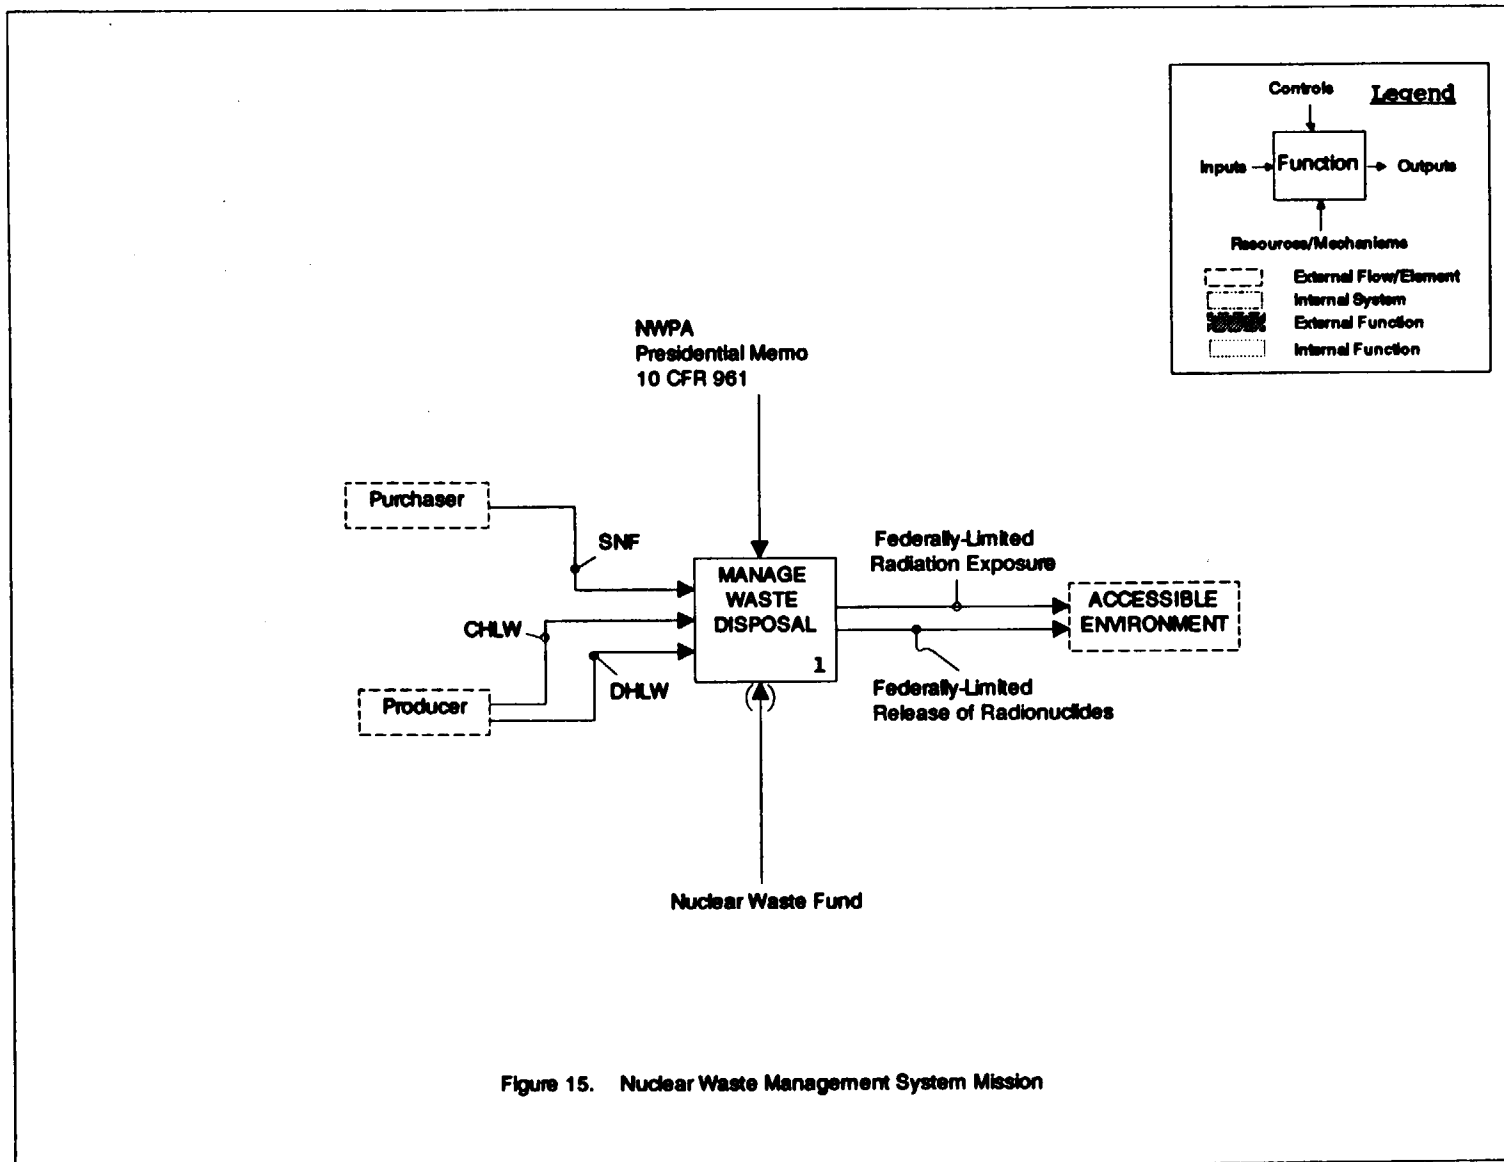 Controls Legend
Inputs Function Outputs
Resources/Mechanisms
External Flow/Element
Internal System
External Function
Internal Function
NWPA
Presidential Memo
10 CFR 961
Purchaser
SNF
CHLW
DHLW
Producer
MANAGE
WASTE
DISPOSAL
1
Federally-Limited
Radiation Exposure
ACCESSIBLE
ENVIRONMENT
Federally-Limited
Release of Radionuclides
Nuclear Waste Fund
Figure 15. Nuclear Waste Management System Mission